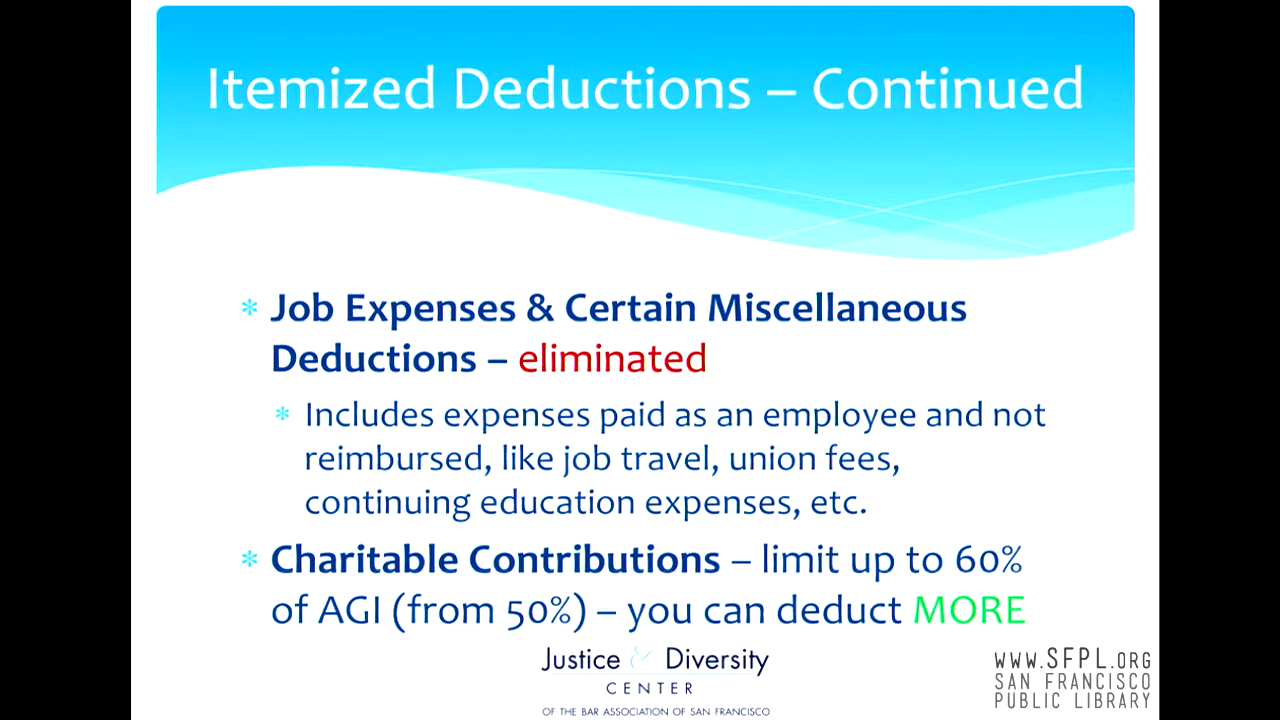 Itemized Deductions – Continued
* Job Expenses & Certain Miscellaneous
Deductions – eliminated
* Includes expenses paid as an employee and not
reimbursed, like job travel, union fees,
continuing education expenses, etc.
* Charitable Contributions – limit up to 60%
of AGI (from 50%) – you can deduct MORE
Justice & Diversity
CENTER
OF THE BAR ASSOCIATION OF SAN FRANCISCO
WWW.SFPL.ORG
SAN FRANCISCO
PUBLIC LIBRARY